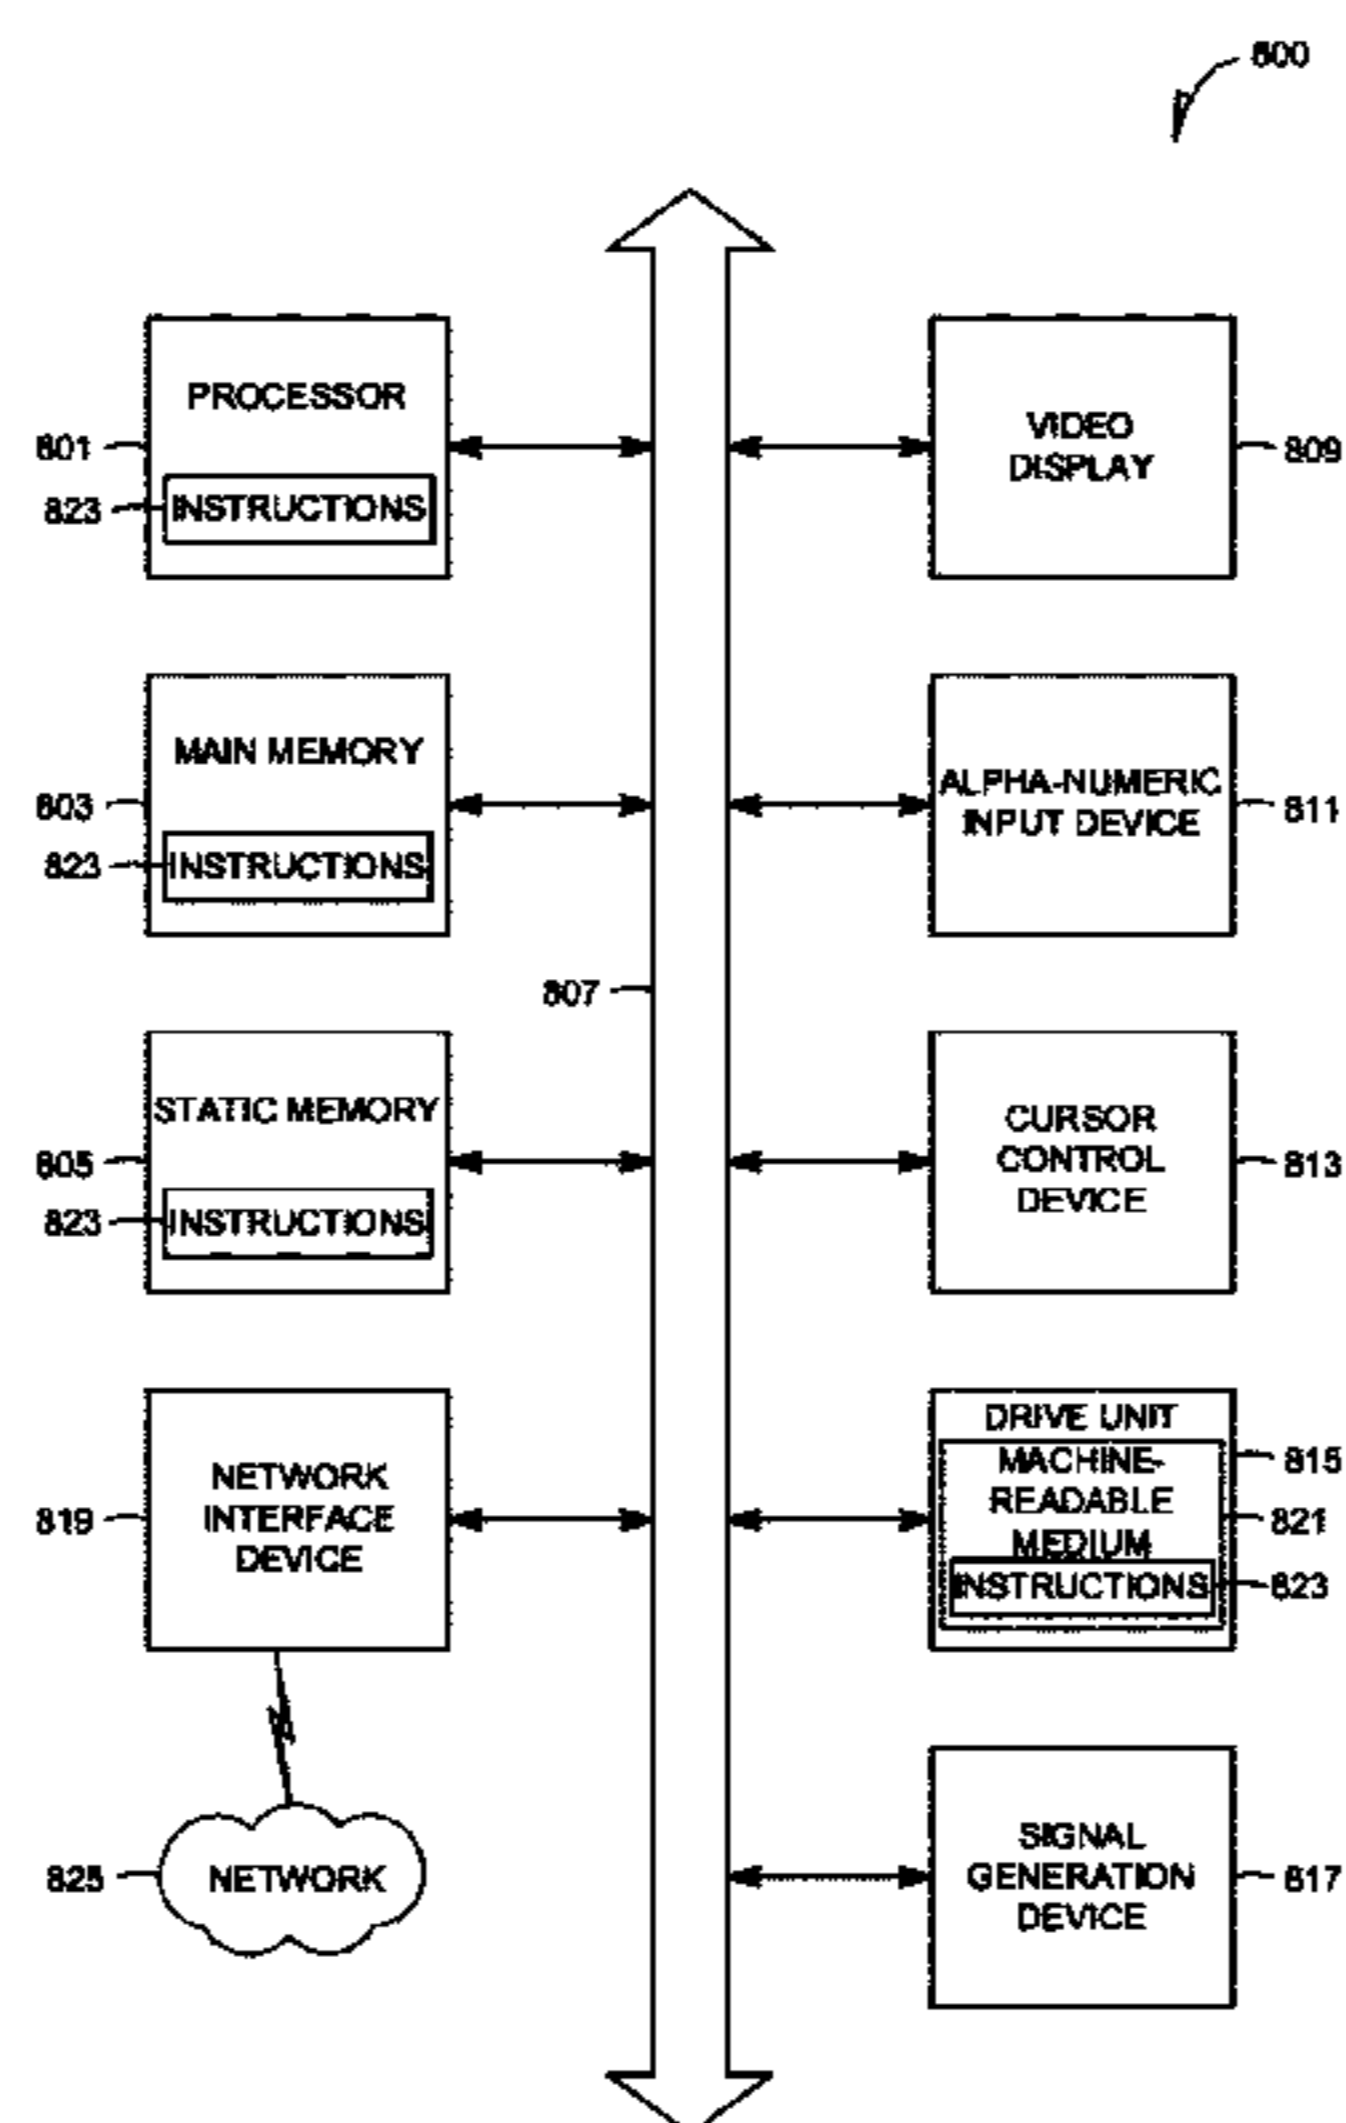 800
PROCESSOR
801
823
INSTRUCTIONS
VIDEO
DISPLAY
809
MAIN MEMORY
803
823
INSTRUCTIONS
ALPHA-NUMERIC
INPUT DEVICE
811
807
STATIC MEMORY
805
823
INSTRUCTIONS
CURSOR
CONTROL
DEVICE
813
NETWORK
INTERFACE
DEVICE
819
DRIVE UNIT
815
MACHINE-
READABLE
MEDIUM
821
INSTRUCTIONS
823
825
NETWORK
SIGNAL
GENERATION
DEVICE
817